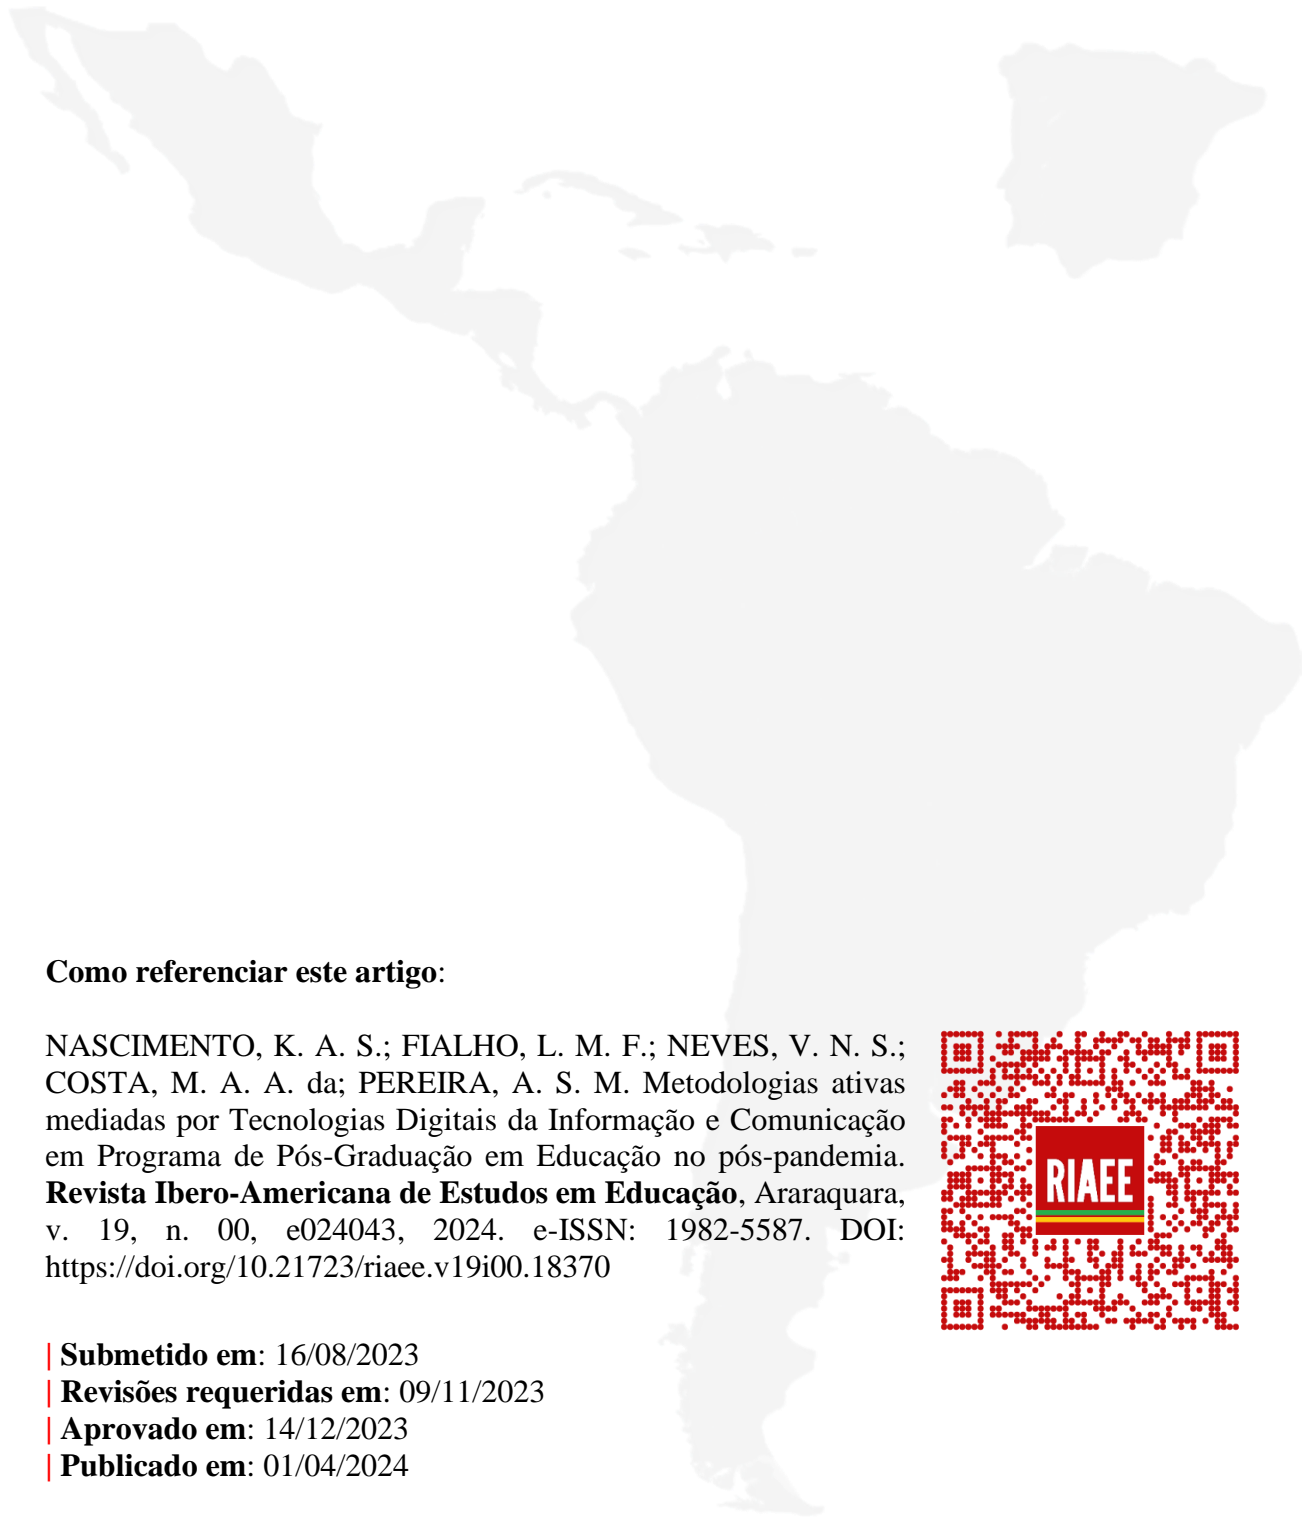 Como referenciar este artigo:
NASCIMENTO, K. A. S.; FIALHO, L. M. F.; NEVES, V. N. S.;
COSTA, M. A. A. da; PEREIRA, A. S. M. Metodologias ativas
mediadas por Tecnologias Digitais da Informação e Comunicação
em Programa de Pós-Graduação em Educação no pós-pandemia.
Revista Ibero-Americana de Estudos em Educação, Araraquara,
v. 19, n. 00, e024043, 2024. e-ISSN: 1982-5587. DOI:
https://doi.org/10.21723/riaee.v19i00.18370
RIAEE
| Submetido em: 16/08/2023
| Revisões requeridas em: 09/11/2023
| Aprovado em: 14/12/2023
| Publicado em: 01/04/2024